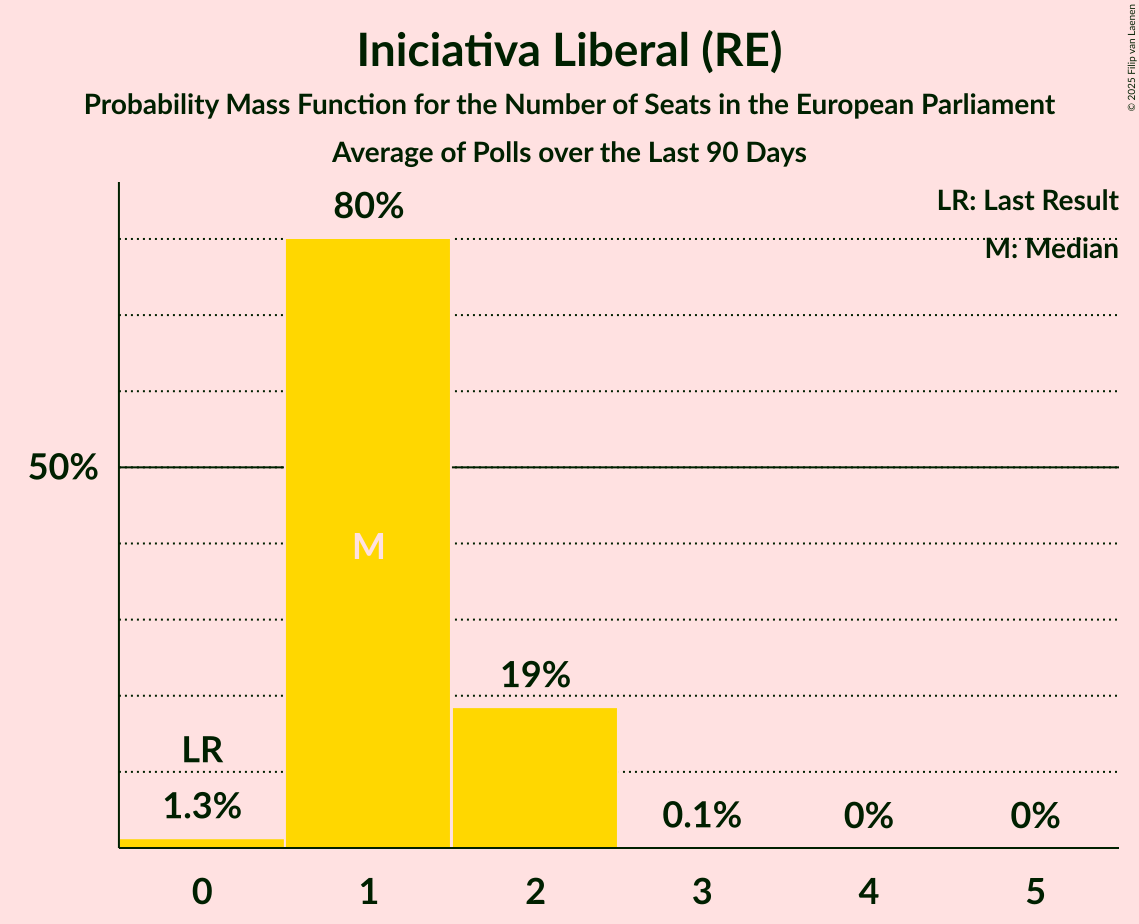 Iniciativa Liberal (RE)
Probability Mass Function for the Number of Seats in the European Parliament
Average of Polls over the Last 90 Days
© 2025 Filip van Laenen
LR: Last Result
M: Median
80%
50%
M
19%
LR
1.3%
0.1%
0%
0%
0
1
2
3
4
5